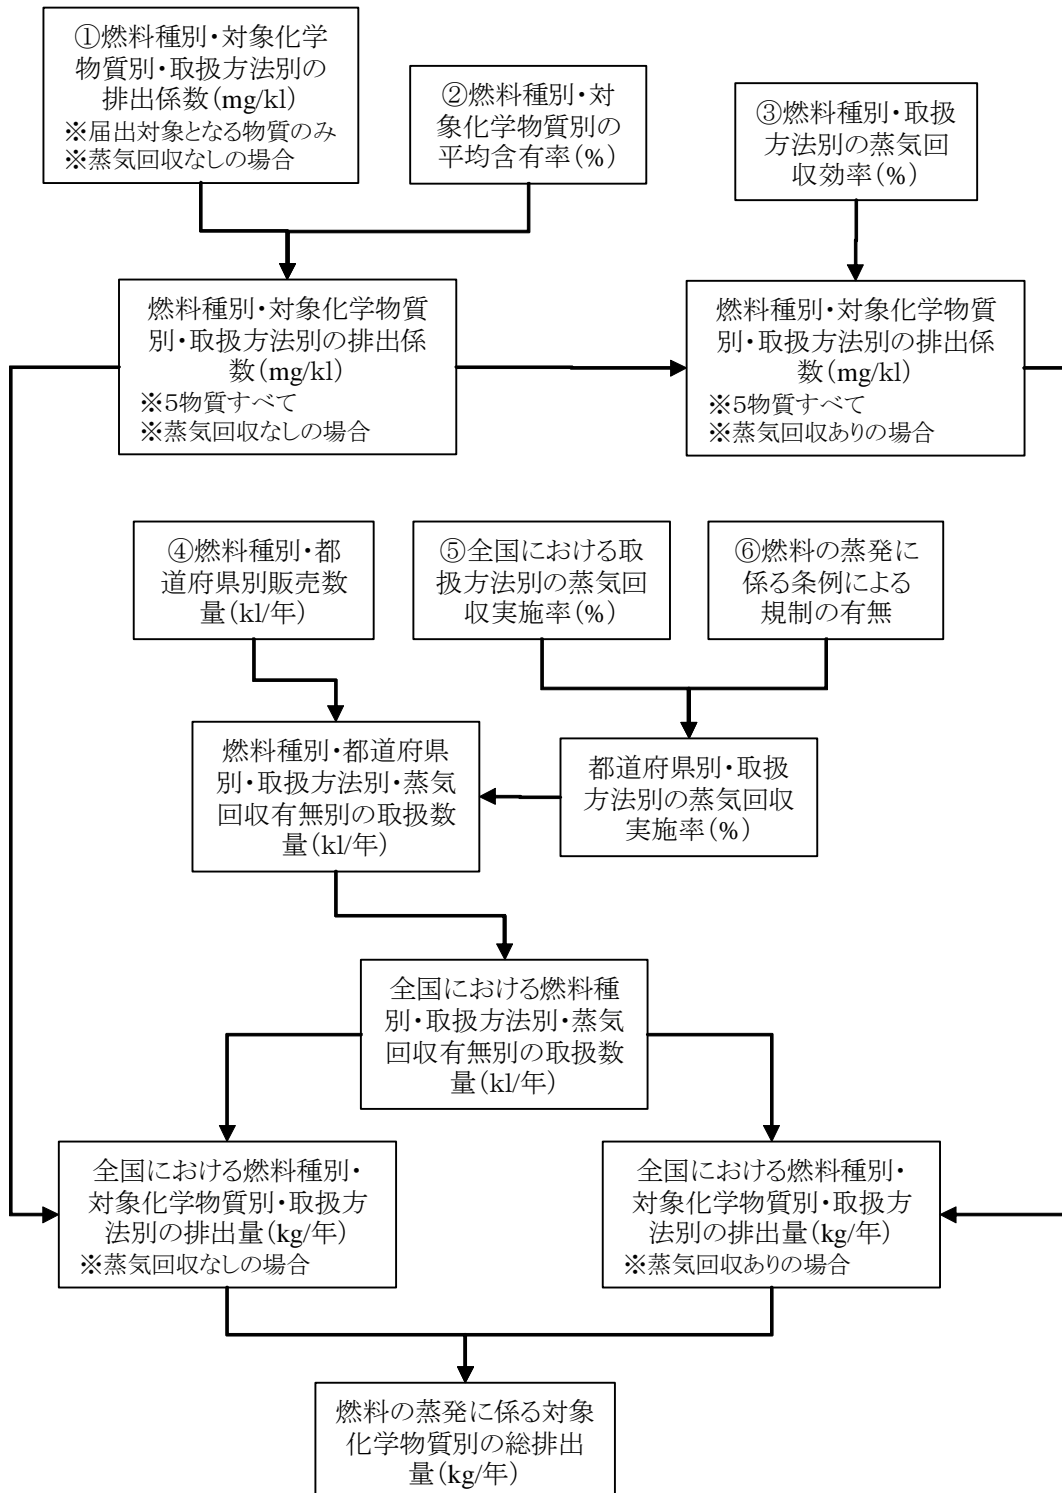 ①燃料種別・対象化学
物質別・取扱方法別の
排出係数(mg/kl)
※届出対象となる物質のみ
※蒸気回収なしの場合
②燃料種別・対
象化学物質別の
平均含有率(%)
③燃料種別・取扱
方法別の蒸気回
収効率(%)
燃料種別・対象化学物質
別・取扱方法別の排出係
数(mg/kl)
※5物質すべて
※蒸気回収なしの場合
燃料種別・対象化学物質
別・取扱方法別の排出係
数(mg/kl)
※5物質すべて
※蒸気回収ありの場合
④燃料種別・都
道府県別販売数
量(kl/年)
⑤全国における取
扱方法別の蒸気回
収実施率(%)
⑥燃料の蒸発に
係る条例による
規制の有無
燃料種別・都道府県
別・取扱方法別・蒸気
回収有無別の取扱数
量(kl/年)
都道府県別・取扱
方法別の蒸気回収
実施率(%)
全国における燃料種
別・取扱方法別・蒸気
回収有無別の取扱数
量(kl/年)
全国における燃料種別・
対象化学物質別・取扱方
法別の排出量(kg/年)
※蒸気回収なしの場合
全国における燃料種別・
対象化学物質別・取扱方
法別の排出量(kg/年)
※蒸気回収ありの場合
燃料の蒸発に係る対象
化学物質別の総排出
量(kg/年)